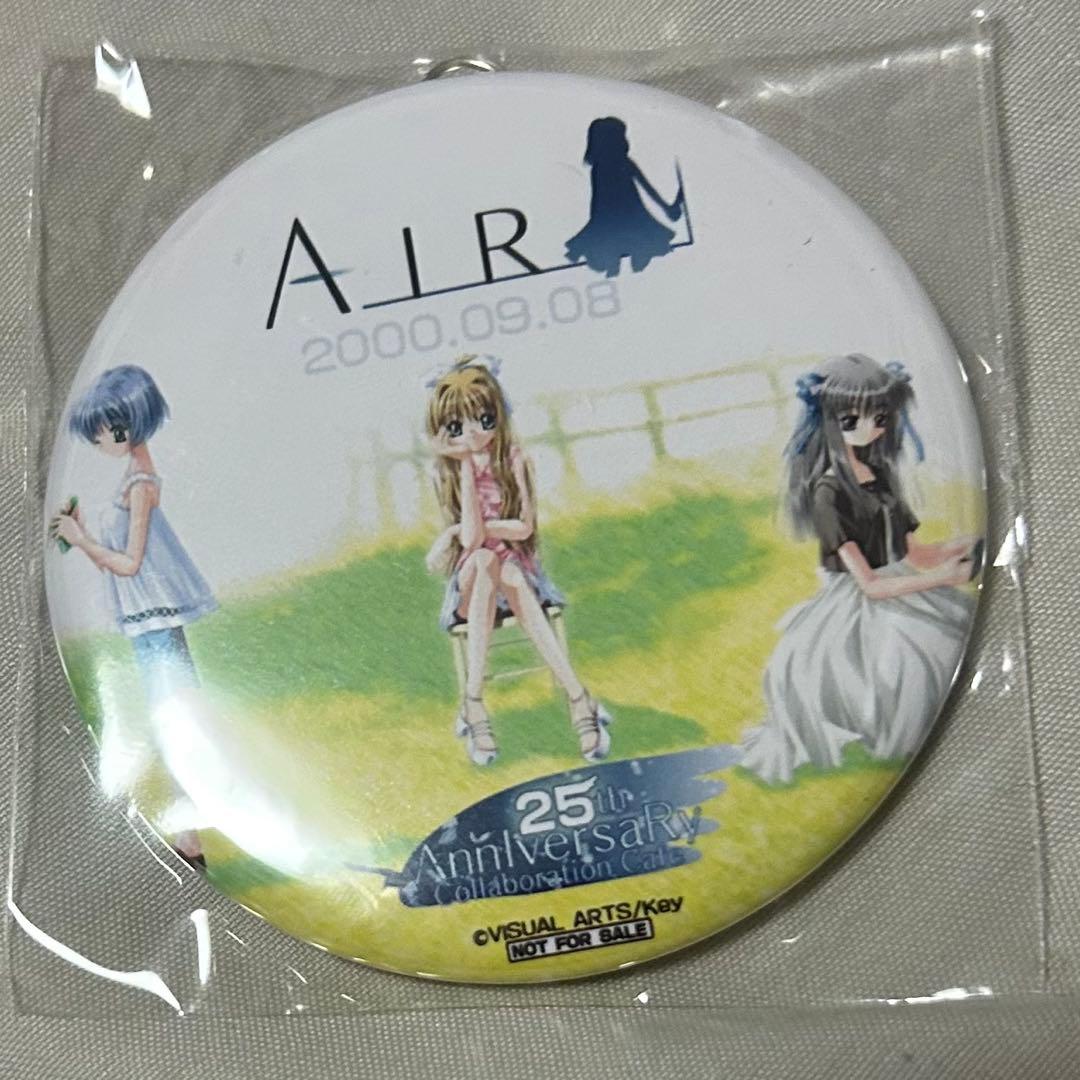 AIR
2000.09.08
25th
AnnIversaRy
Collaboration Cafe
©VISUAL ARTS/Key
NOT FOR SALE